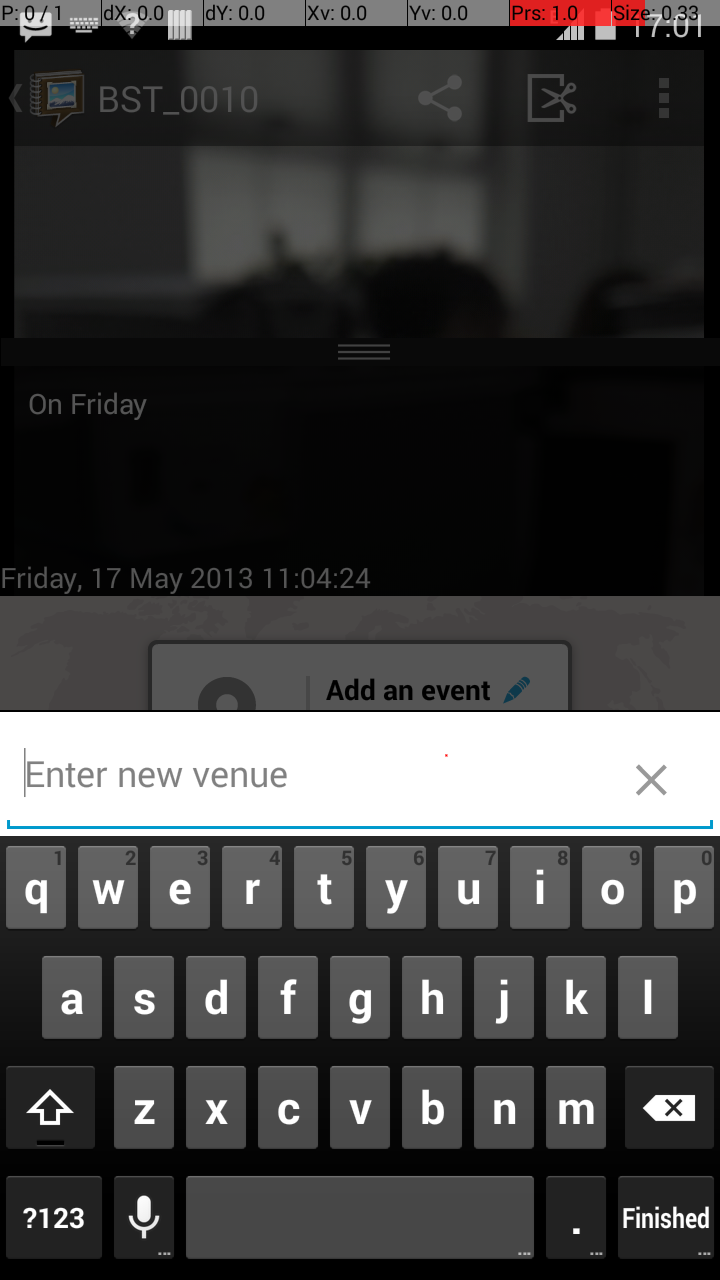 P: 0 / 1 dX: 0.0 dY: 0.0 Xv: 0.0 Yv: 0.0 Prs: 1.0 Size: 0.33
17:01
BST_0010
On Friday
Friday, 17 May 2013 11:04:24
Add an event
Enter new venue
1 2 3 4 5 6 7 8 9 0
q w e r t y u i o p
a s d f g h j k l
z x c v b n m
?123 ... ... . ... Finished ...